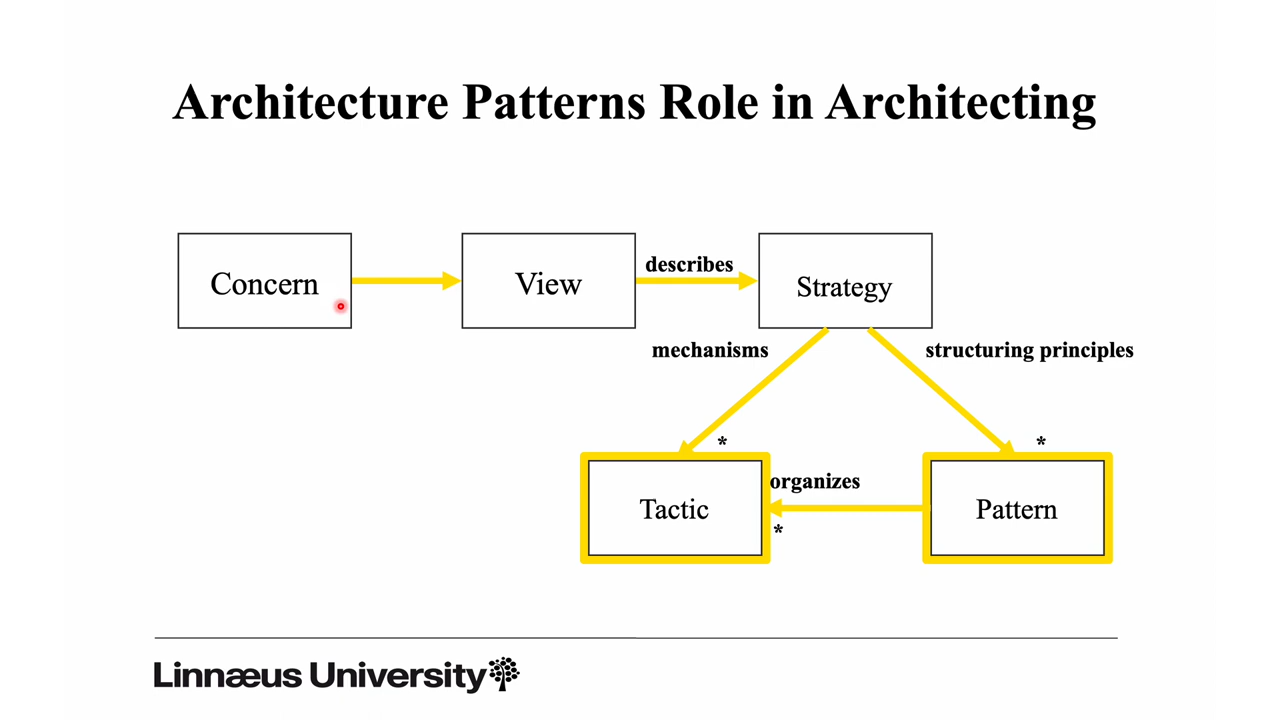 Architecture Patterns Role in Architecting
Concern
View
describes
Strategy
mechanisms
structuring principles
*
*
Tactic
organizes
*
Pattern
Linnæus University